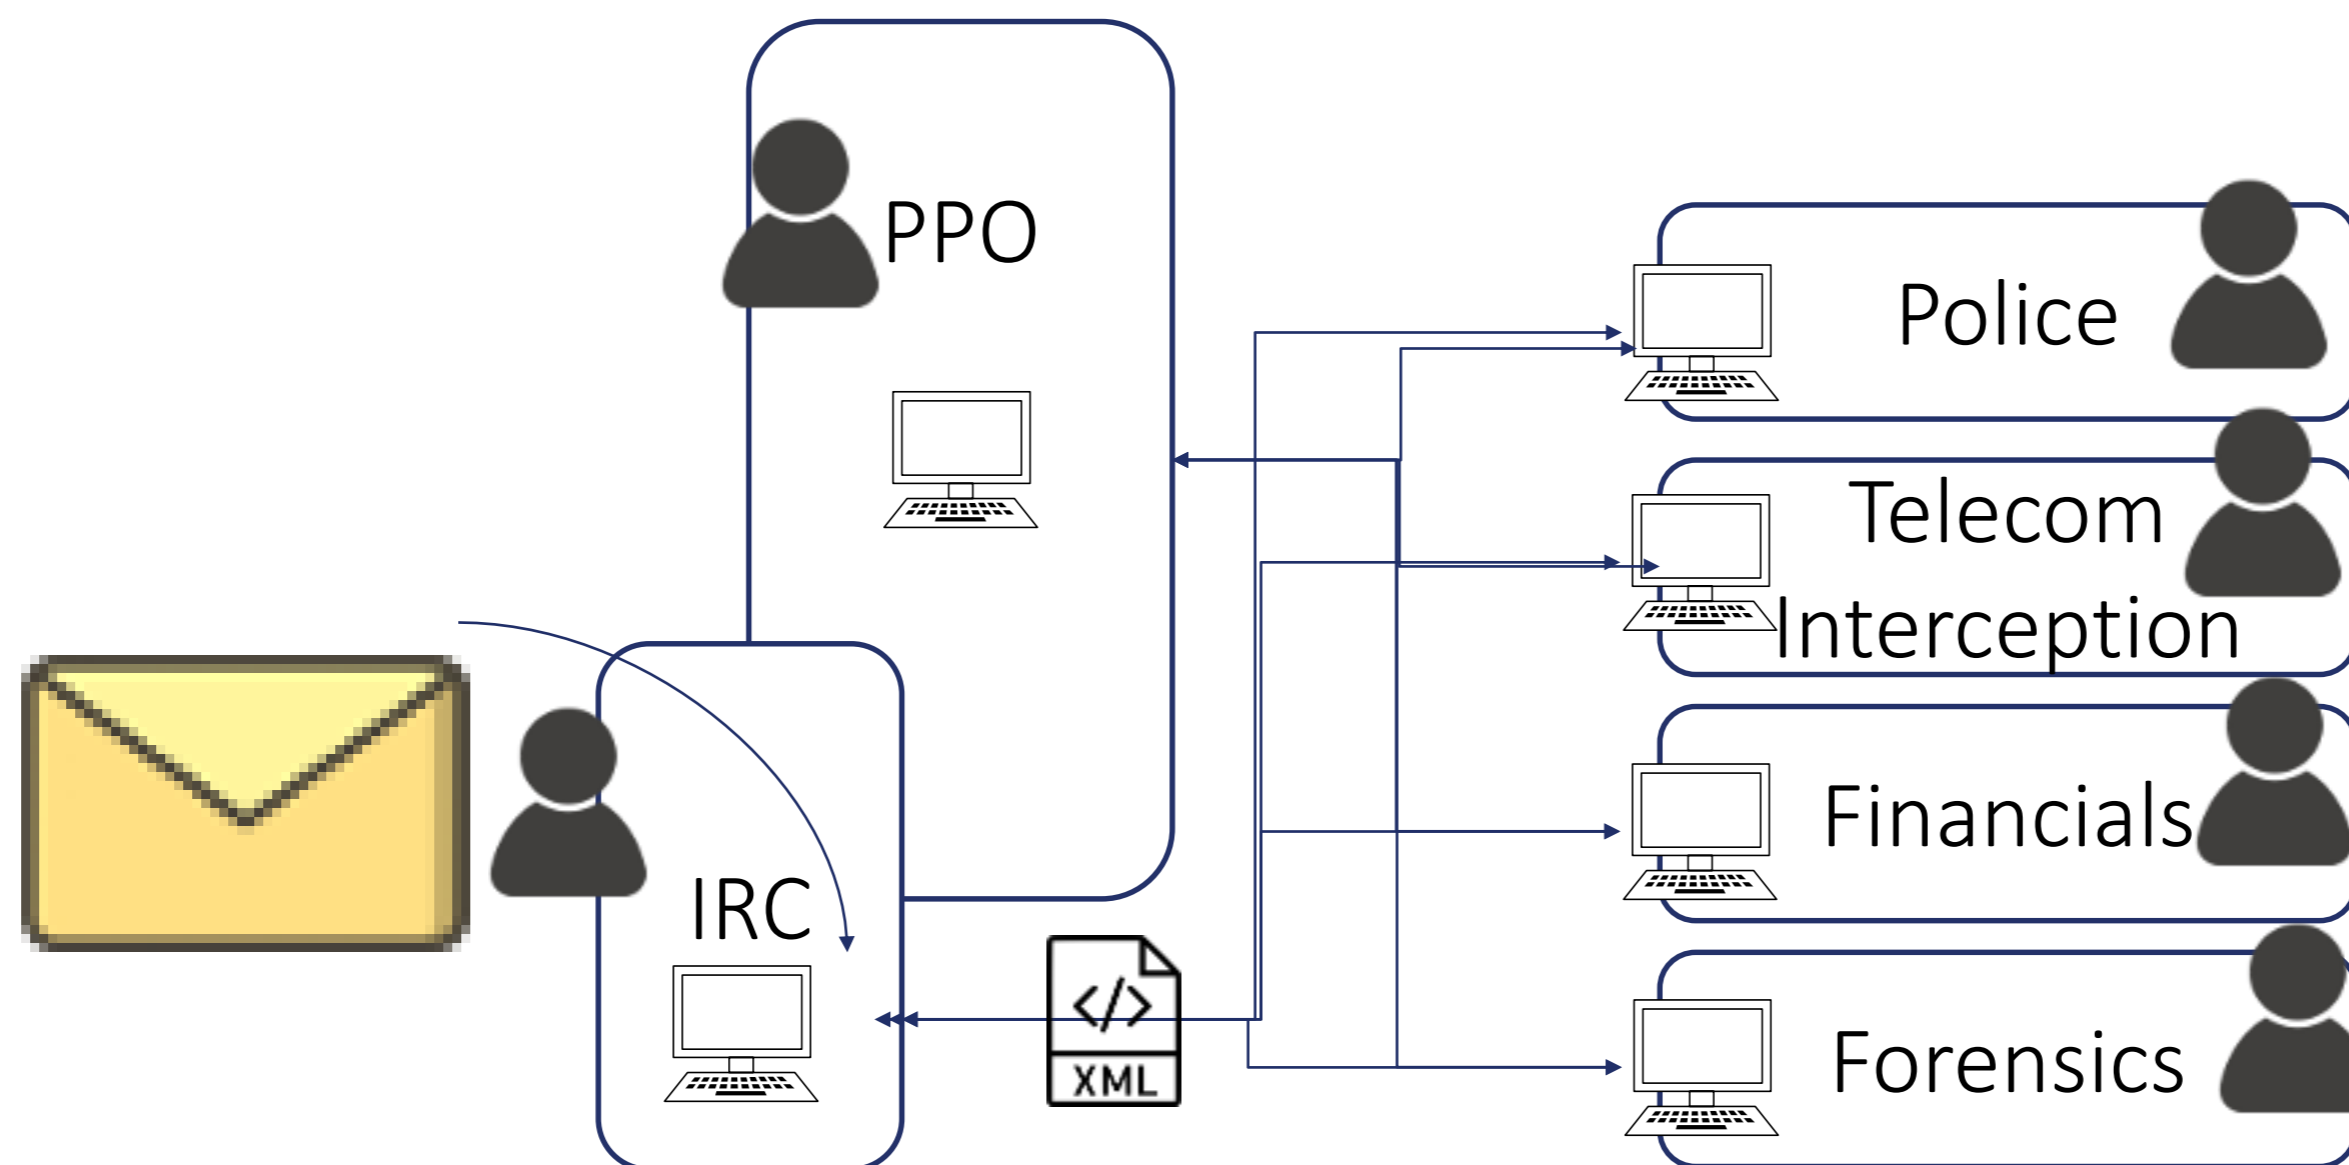 PPO
Police
Telecom
Interception
Financials
IRC
</>
XML
Forensics